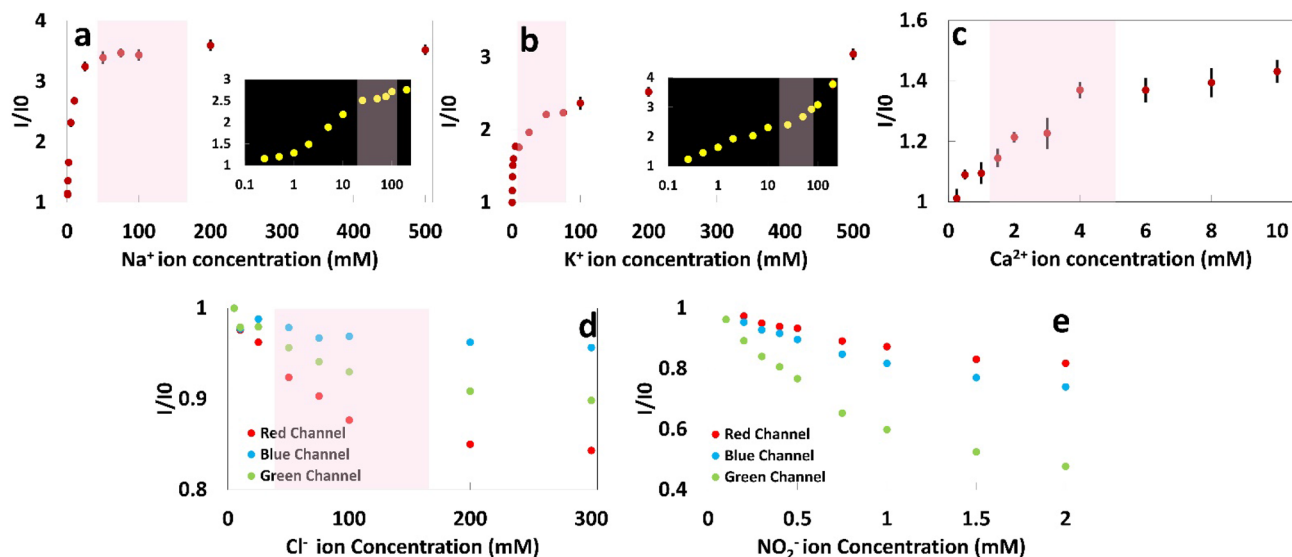 a
4
3
2
1
I/I0
0 100 200 300 400 500
Na⁺ ion concentration (mM)
3
2.5
2
1.5
1
0.1 1 10 100
b
3
2
1
I/I0
0 100 200 300 400 500
K⁺ ion concentration (mM)
4
3
2
1
0.1 1 10 100
c
1.6
1.4
1.2
1
I/I0
0 2 4 6 8 10
Ca²⁺ ion concentration (mM)
d
1
0.9
0.8
I/I0
Red Channel
Blue Channel
Green Channel
0 100 200 300
Cl⁻ ion Concentration (mM)
e
1
0.8
0.6
0.4
I/I0
Red Channel
Blue Channel
Green Channel
0 0.5 1 1.5 2
NO₂⁻ ion Concentration (mM)